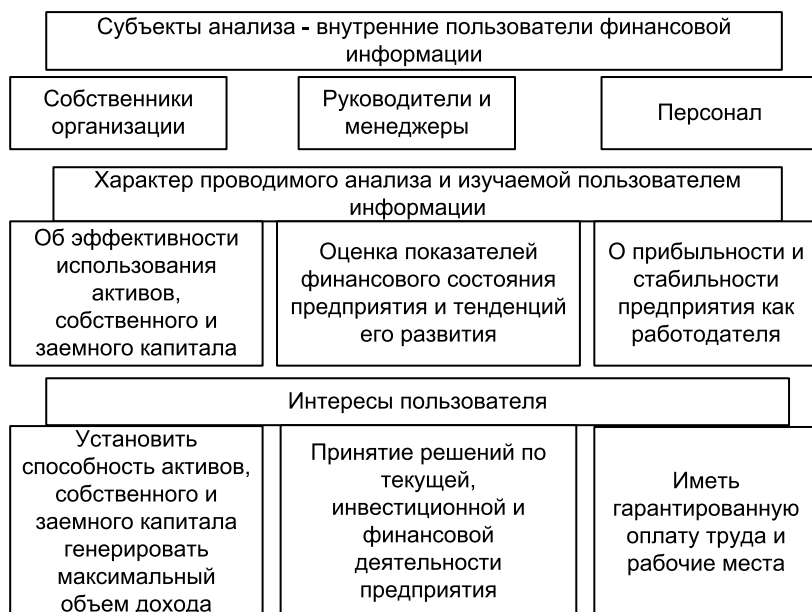 Субъекты анализа - внутренние пользователи финансовой
информации
Собственники
организации
Руководители и
менеджеры
Персонал
Характер проводимого анализа и изучаемой пользователем
информации
Об эффективности
использования
активов,
собственного и
заемного капитала
Оценка показателей
финансового состояния
предприятия и тенденций
его развития
О прибыльности и
стабильности
предприятия как
работодателя
Интересы пользователя
Установить
способность активов,
собственного и
заемного капитала
генерировать
максимальный
объем дохода
Принятие решений по
текущей,
инвестиционной и
финансовой
деятельности
предприятия
Иметь
гарантированную
оплату труда и
рабочие места